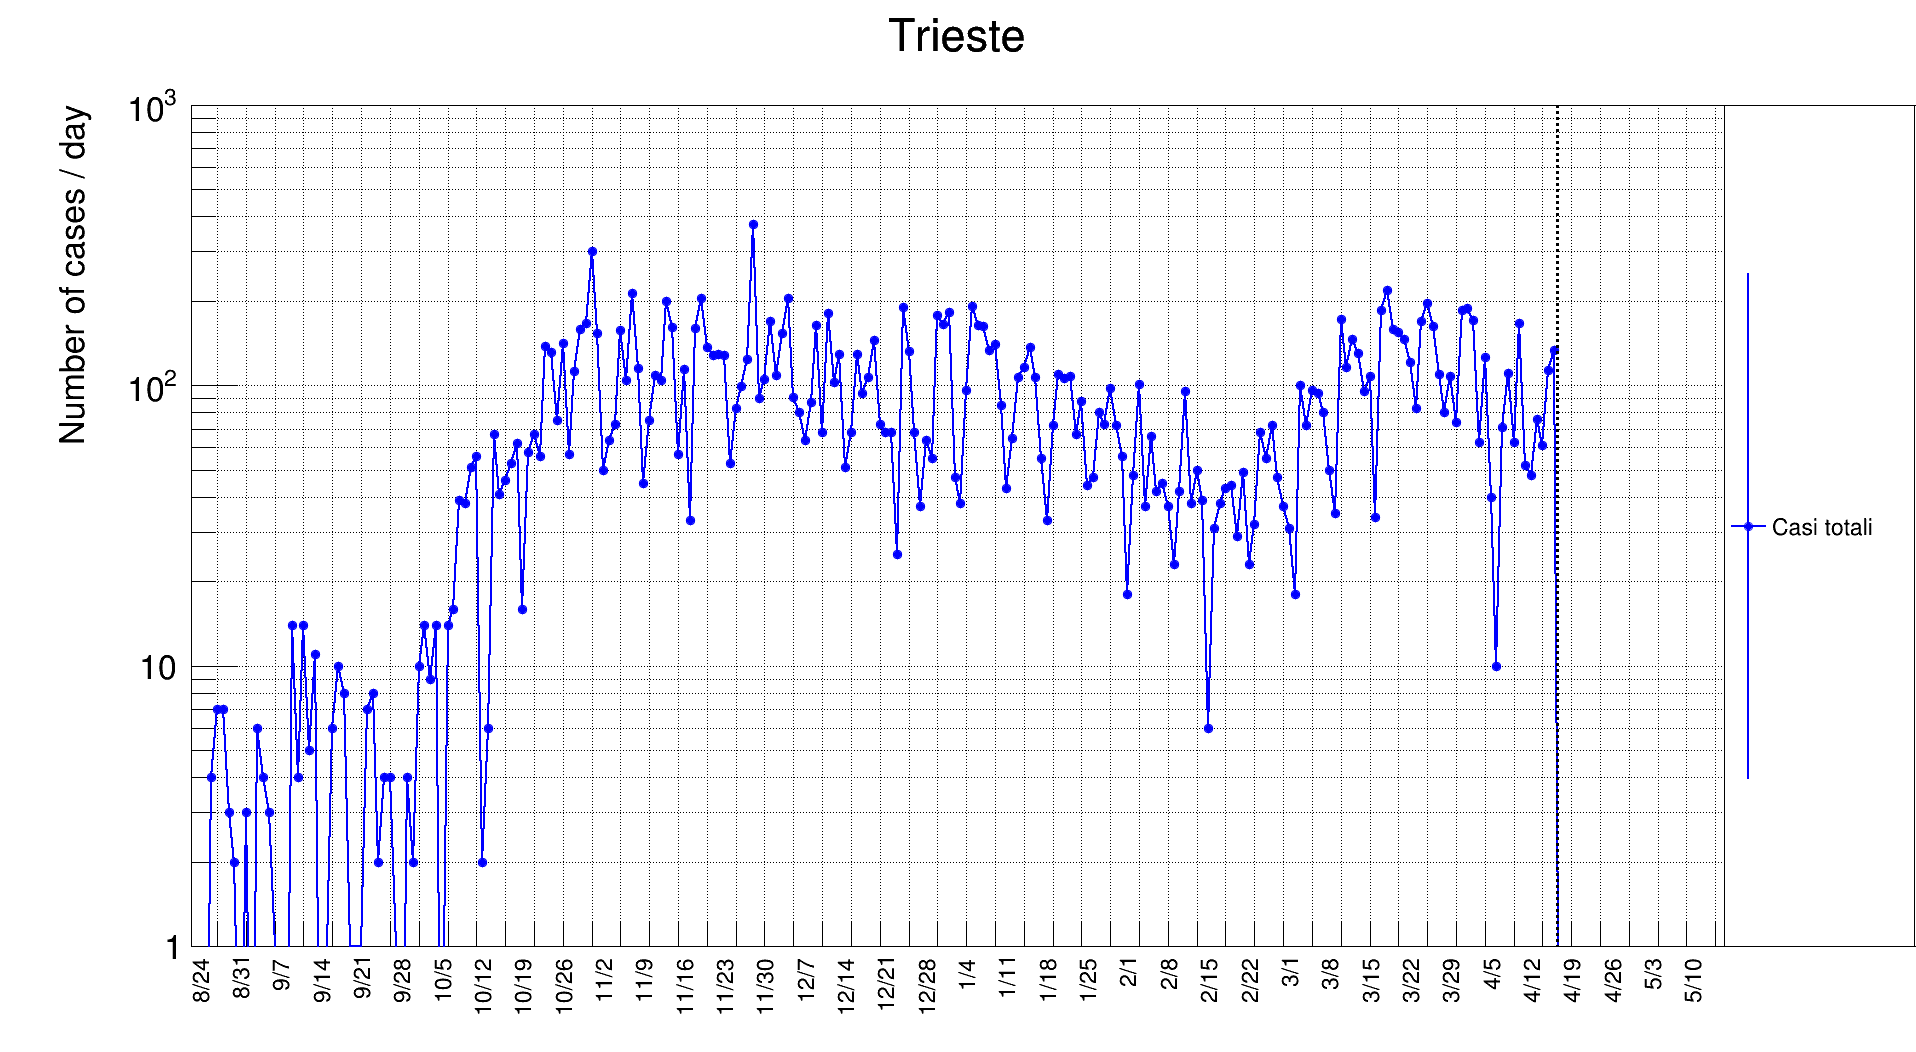 Trieste
Number of cases / day
10³
10²
10
1
8/24 8/31 9/7 9/14 9/21 9/28 10/5 10/12 10/19 10/26 11/2 11/9 11/16 11/23 11/30 12/7 12/14 12/21 12/28 1/4 1/11 1/18 1/25 2/1 2/8 2/15 2/22 3/1 3/8 3/15 3/22 3/29 4/5 4/12 4/19 4/26 5/3 5/10
Casi totali